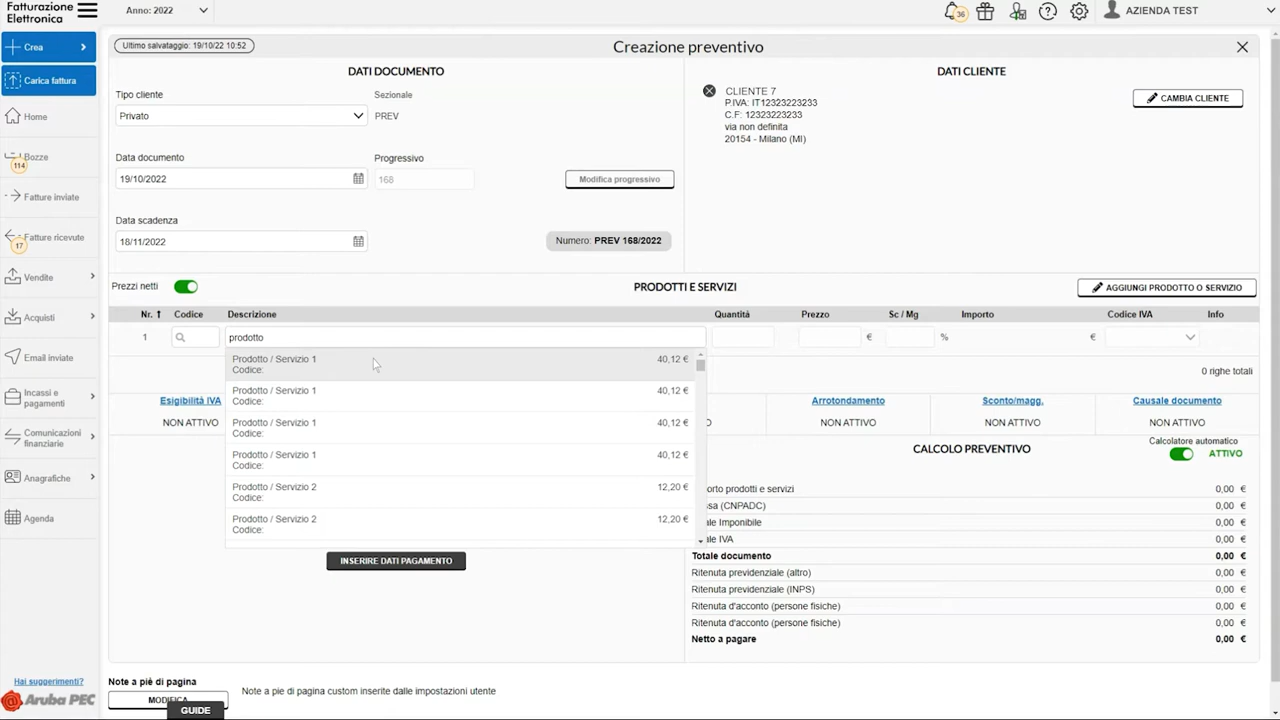 Fatturazione
Elettronica
Anno: 2022
36
AZIENDA TEST
Crea
Carica fattura
Home
Bozze
114
Fatture inviate
Fatture ricevute
17
Vendite
Acquisti
Email inviate
Incassi e
pagamenti
Comunicazioni
finanziarie
Anagrafiche
Agenda
Hai suggerimenti?
Aruba PEC
Ultimo salvataggio: 19/10/22 10:52
Creazione preventivo
DATI DOCUMENTO
Tipo cliente
Sezionale
Privato
PREV
Data documento
Progressivo
19/10/2022
168
Modifica progressivo
Data scadenza
18/11/2022
Numero: PREV 168/2022
DATI CLIENTE
CLIENTE 7
P.IVA: IT12323223233
C.F: 12323223233
via non definita
20154 - Milano (MI)
CAMBIA CLIENTE
Prezzi netti
PRODOTTI E SERVIZI
AGGIUNGI PRODOTTO O SERVIZIO
Nr. Codice Descrizione Quantità Prezzo Sc / Mg Importo Codice IVA Info
1 prodotto € % €
Prodotto / Servizio 1 40,12 €
Codice:
Prodotto / Servizio 1 40,12 €
Codice:
Prodotto / Servizio 1 40,12 €
Codice:
Prodotto / Servizio 1 40,12 €
Codice:
Prodotto / Servizio 2 12,20 €
Codice:
Prodotto / Servizio 2 12,20 €
Codice:
0 righe totali
Esigibilità IVA Arrotondamento Sconto/magg. Causale documento
NON ATTIVO NON ATTIVO NON ATTIVO NON ATTIVO
CALCOLO PREVENTIVO
Calcolatore automatico
ATTIVO
orto prodotti e servizi 0,00 €
ssa (CNPADC) 0,00 €
ale Imponibile 0,00 €
ale IVA 0,00 €
Totale documento 0,00 €
Ritenuta previdenziale (altro) 0,00 €
Ritenuta previdenziale (INPS) 0,00 €
Ritenuta d'acconto (persone fisiche) 0,00 €
Ritenuta d'acconto (persone fisiche) 0,00 €
Netto a pagare 0,00 €
INSERIRE DATI PAGAMENTO
Note a piè di pagina
MODIFICA
Note a pie di pagina custom inserite dalle impostazioni utente
GUIDE